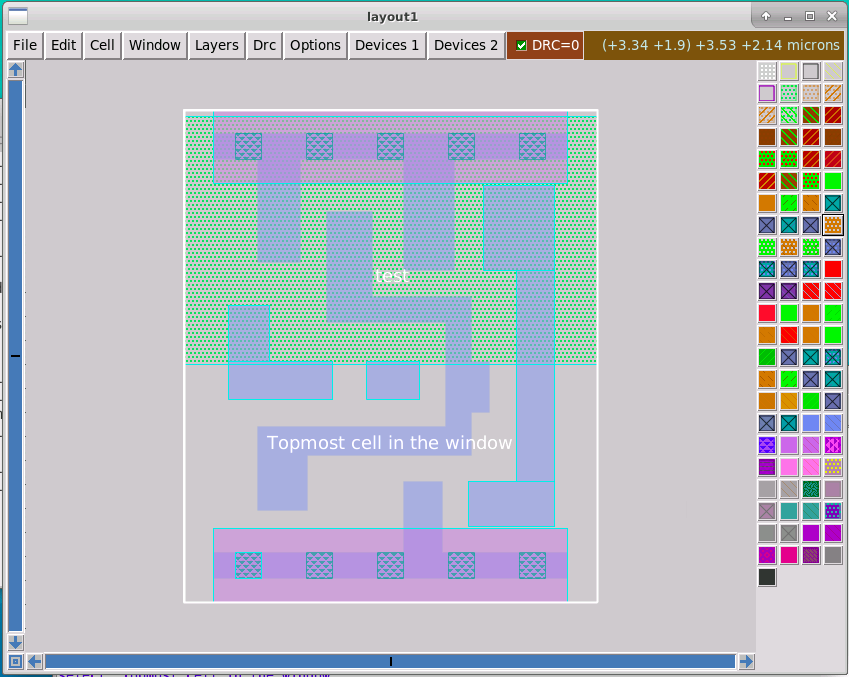 layout1
File Edit Cell Window Layers Drc Options Devices 1 Devices 2 DRC=0 (+3.34 +1.9) +3.53 +2.14 microns
test
Topmost cell in the window